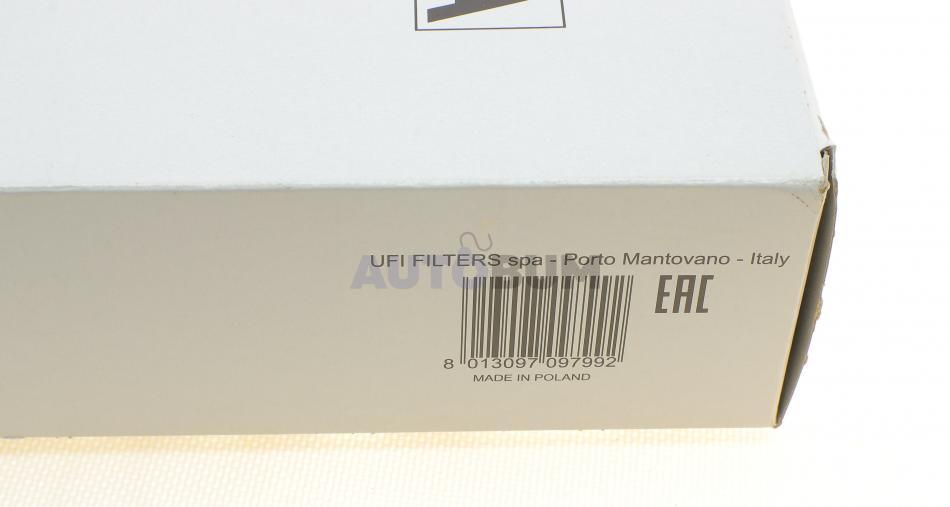 UFI FILTERS spa - Porto Mantovano - Italy
AUTOBUM
EAC
8 013097 097992
MADE IN POLAND